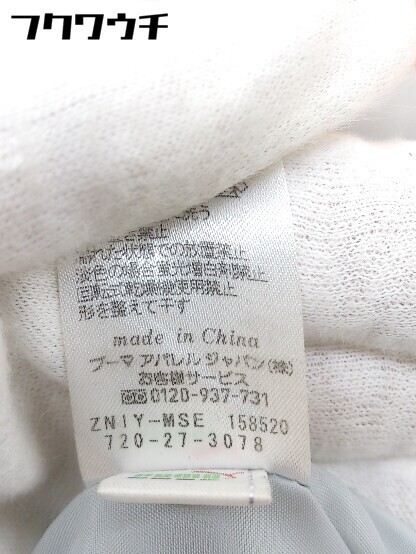 フクワウチ
洗う
禁止
濡れた状態での放置禁止
淡色の場合蛍光増白剤禁止
回転式乾燥機使用禁止
形を整えて干す
made in China
プーマ アパレル ジャパン(株)
お客様サービス
0120-937-731
ZNIY-MSE 158520
720-27-3078